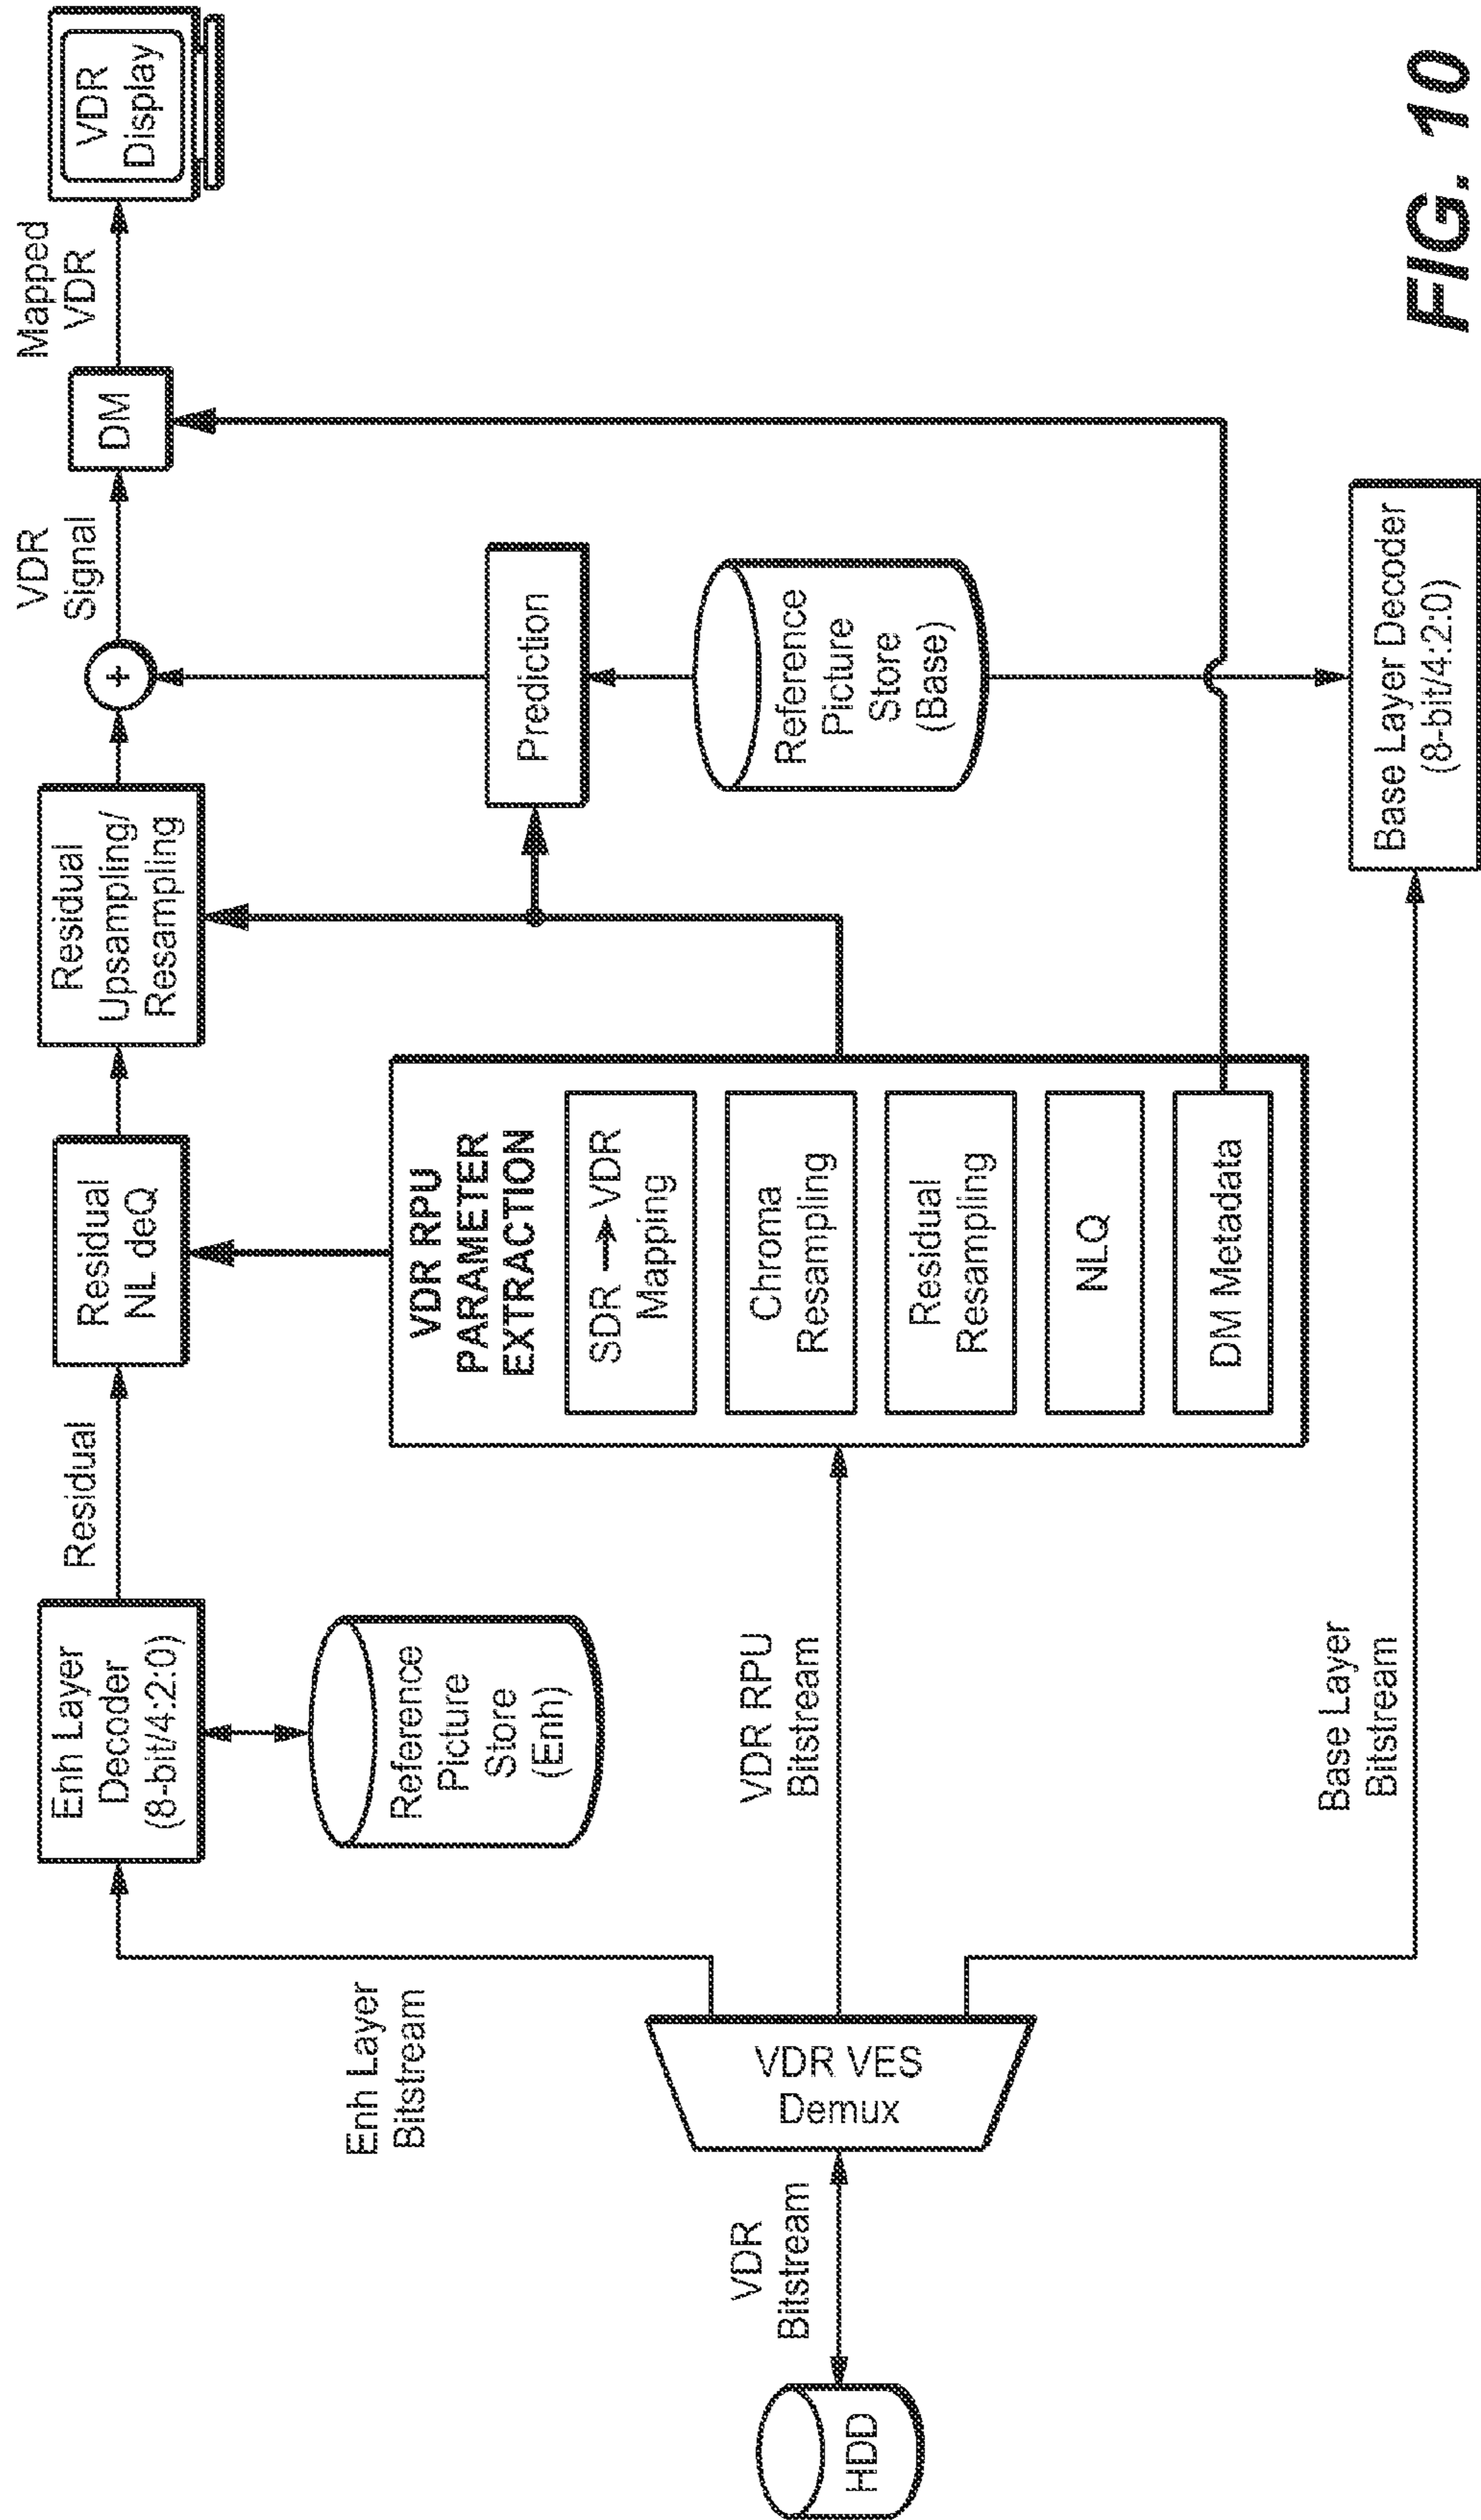 HDD
VDR
Bitstream
VDR VES
Demux
Enh Layer
Bitstream
VDR RPU
Bitstream
Base Layer
Bitstream
Enh Layer
Decoder
(8-bit/4:2:0)
Reference
Picture
Store
(Enh)
Residual
Residual
NL deQ
VDR RPU
PARAMETER
EXTRACTION
SDR → VDR
Mapping
Chroma
Resampling
Residual
Resampling
NLQ
DM Metadata
Residual
Upsampling/
Resampling
Prediction
Reference
Picture
Store
(Base)
Base Layer Decoder
(8-bit/4:2:0)
+
VDR
Signal
DM
Mapped
VDR
VDR
Display
FIG. 10